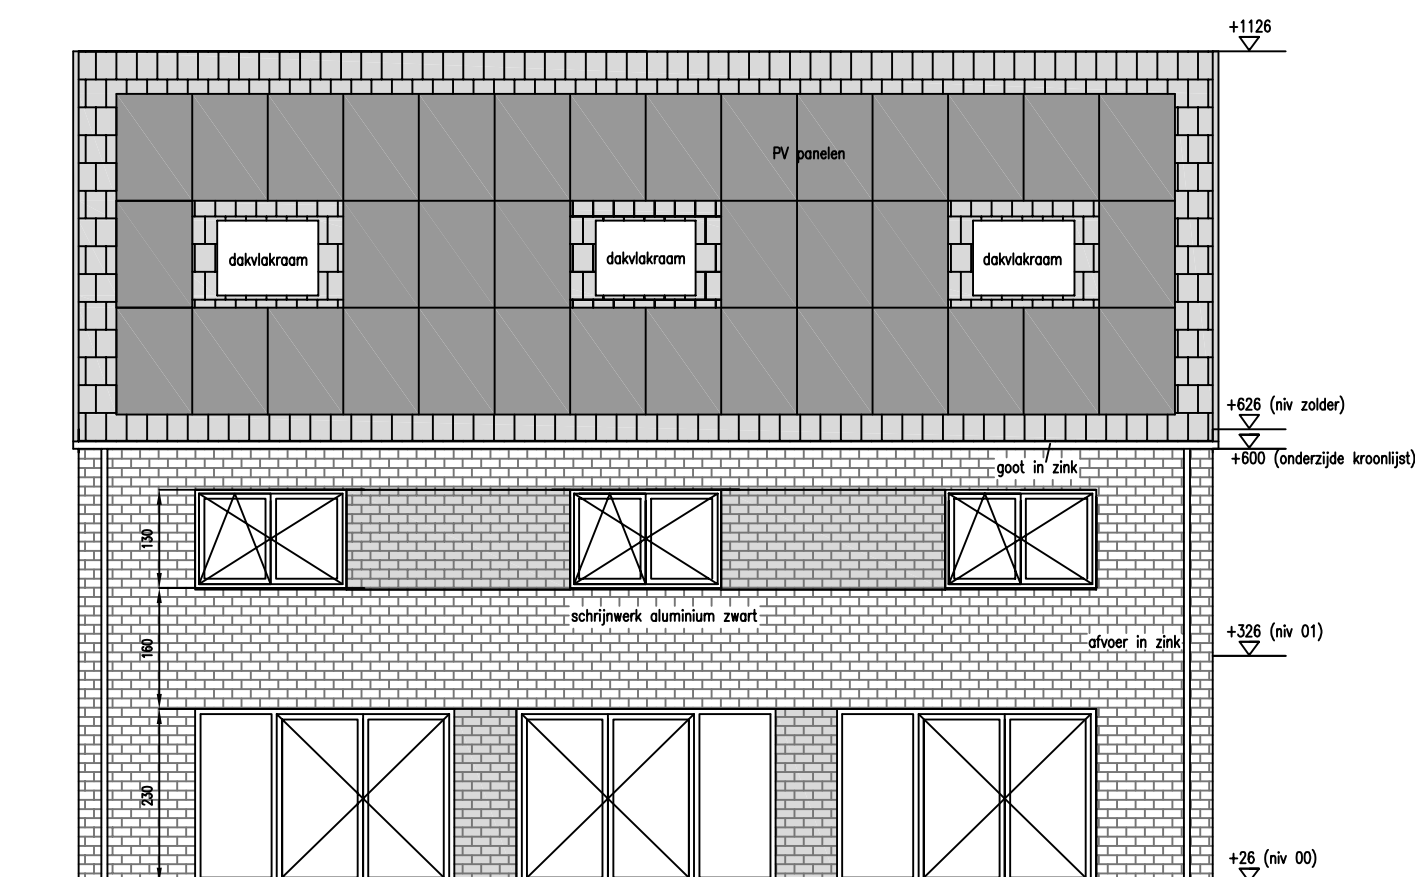 +1126
PV panelen
dakvlakraam
dakvlakraam
dakvlakraam
+626 (niv zolder)
+600 (onderzijde kroonlijst)
goot in zink
130
schrijnwerk aluminium zwart
+326 (niv 01)
afvoer in zink
160
230
+26 (niv 00)